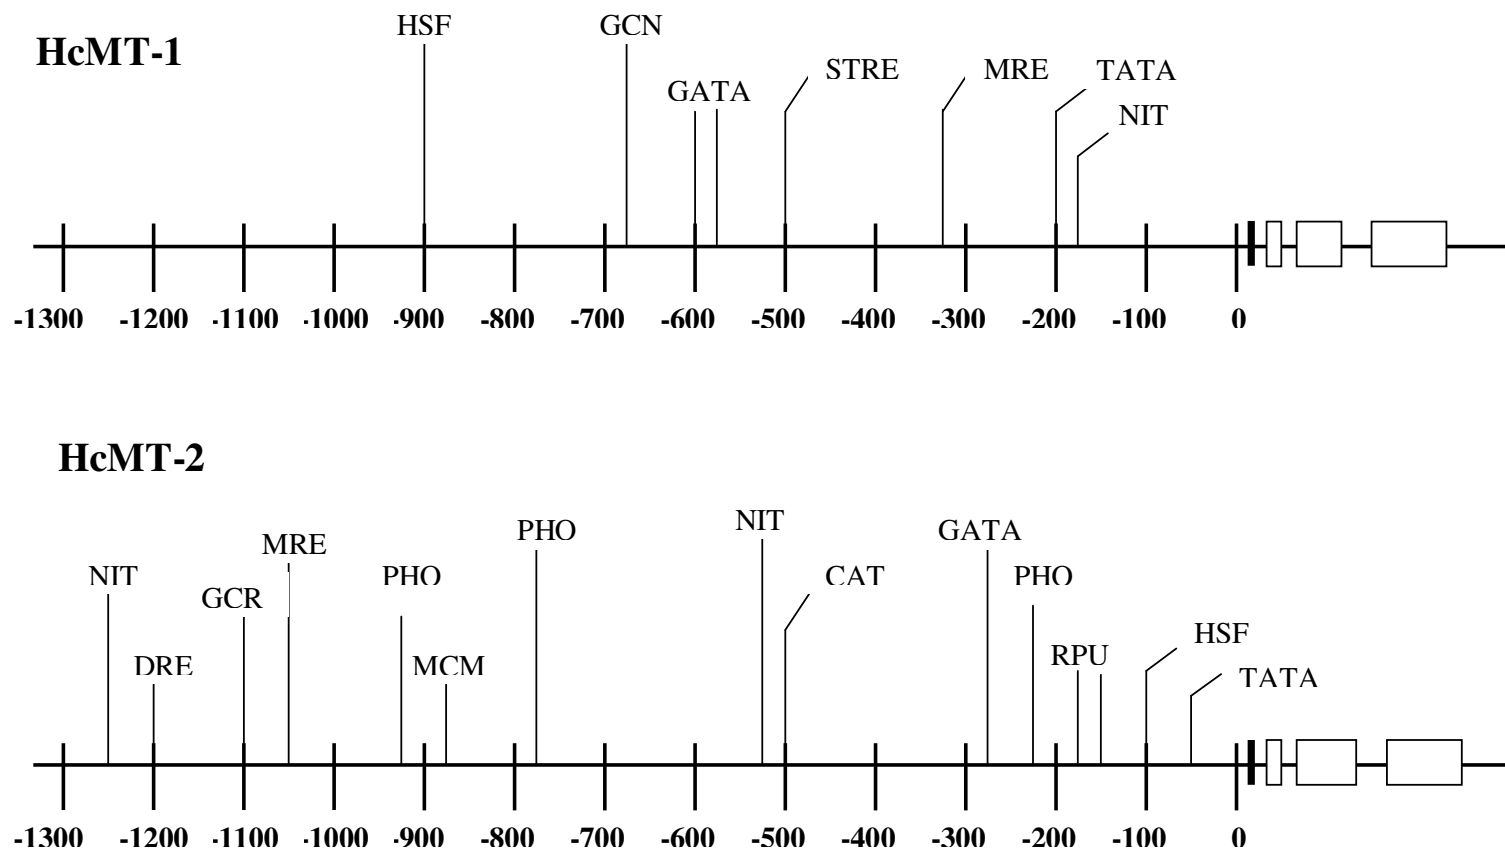 HSF GCN
HcMT-1
STRE MRE TATA
GATA
NIT
-1300 -1200 -1100 -1000 -900 -800 -700 -600 -500 -400 -300 -200 -100 0
HcMT-2
NIT
PHO GATA
MRE
NIT PHO CAT PHO
GCR
HSF
RPU
DRE MCM
TATA
-1300 -1200 -1100 -1000 -900 -800 -700 -600 -500 -400 -300 -200 -100 0